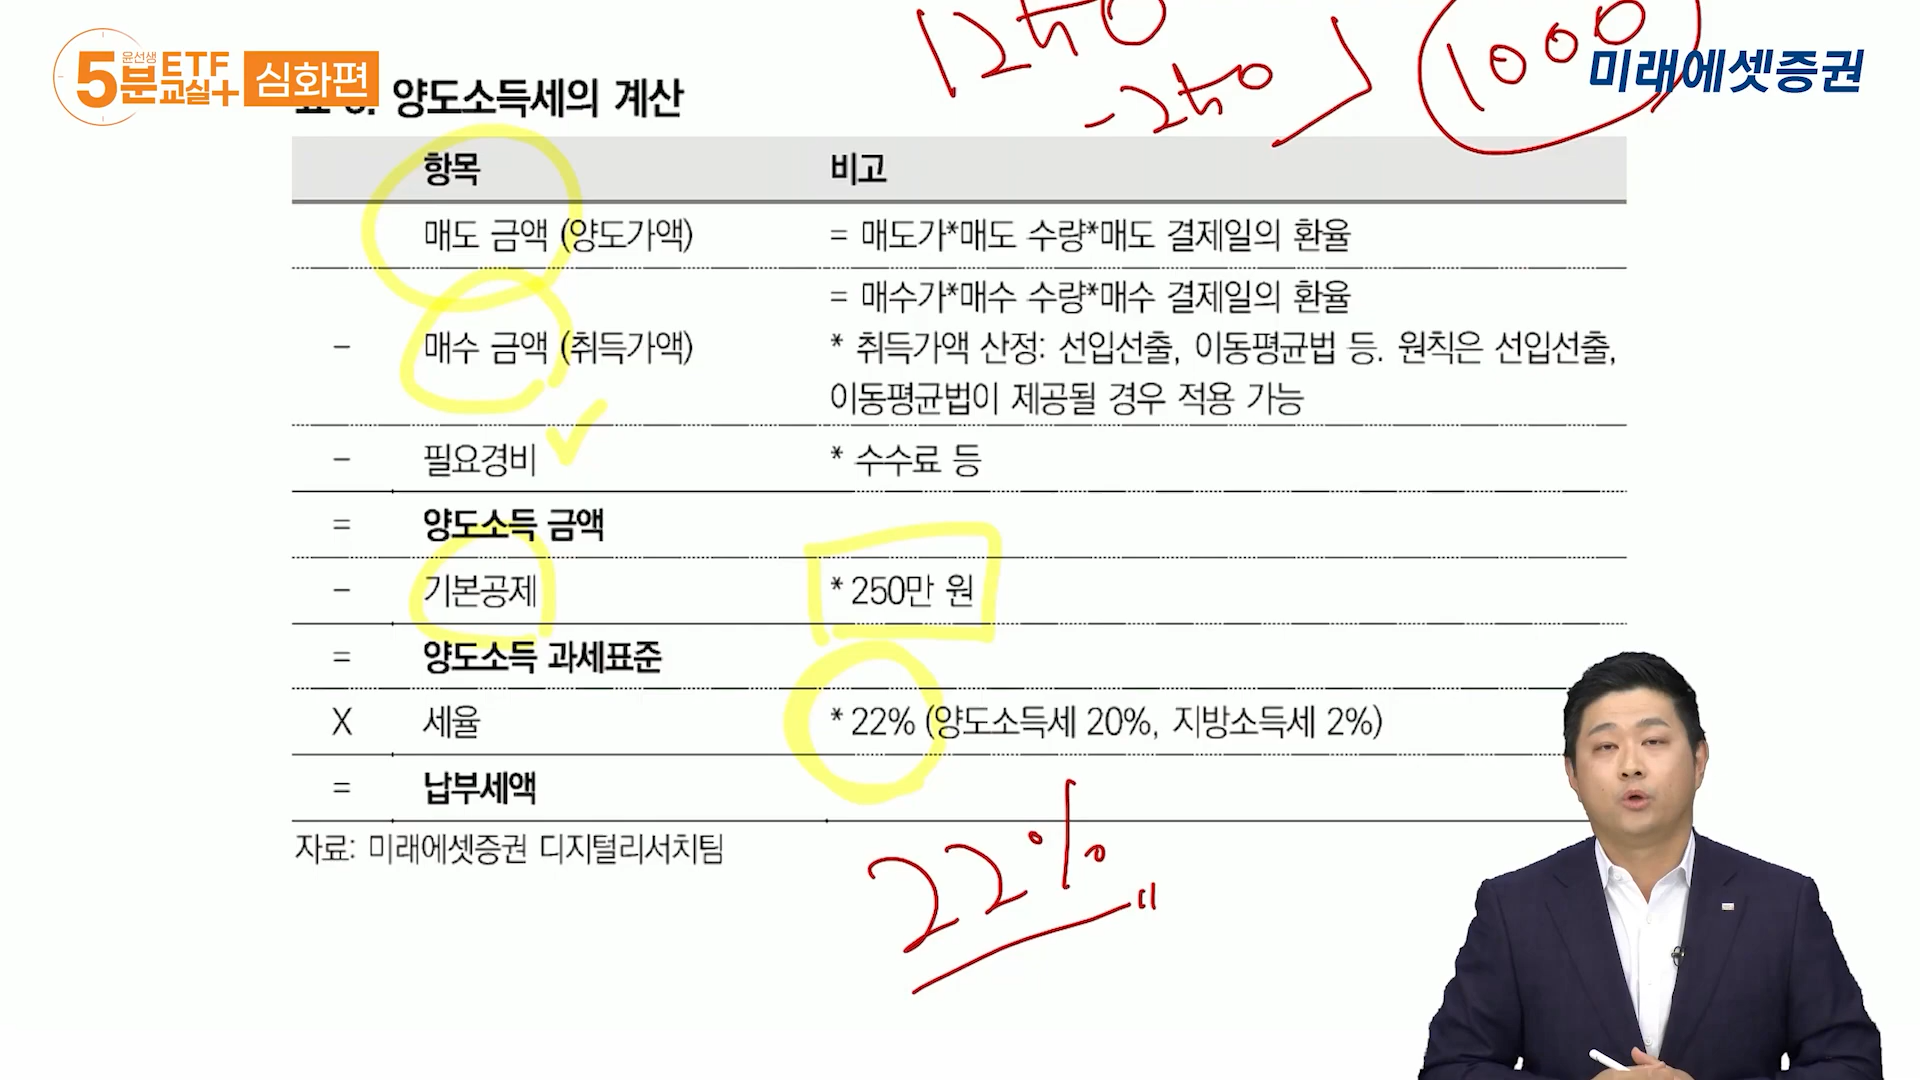 윤선생
5분 ETF 교실+ 심화편
1250
-250
1000
미래에셋증권
양도소득세의 계산
항목 비고
매도 금액 (양도가액) = 매도가*매도 수량*매도 결제일의 환율
= 매수가*매수 수량*매수 결제일의 환율
- 매수 금액 (취득가액) * 취득가액 산정: 선입선출, 이동평균법 등. 원칙은 선입선출,
이동평균법이 제공될 경우 적용 가능
- 필요경비 * 수수료 등
= 양도소득 금액
- 기본공제 * 250만 원
= 양도소득 과세표준
X 세율 * 22% (양도소득세 20%, 지방소득세 2%)
= 납부세액
자료: 미래에셋증권 디지털리서치팀
22%